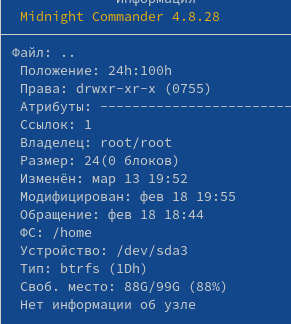 Информация
Midnight Commander 4.8.28
Файл: ..
Положение: 24h:100h
Права: drwxr-xr-x (0755)
Атрибуты: ------------------------
Ссылок: 1
Владелец: root/root
Размер: 24(0 блоков)
Изменён: мар 13 19:52
Модифицирован: фев 18 19:55
Обращение: фев 18 18:44
ФС: /home
Устройство: /dev/sda3
Тип: btrfs (1Dh)
Своб. место: 88G/99G (88%)
Нет информации об узле